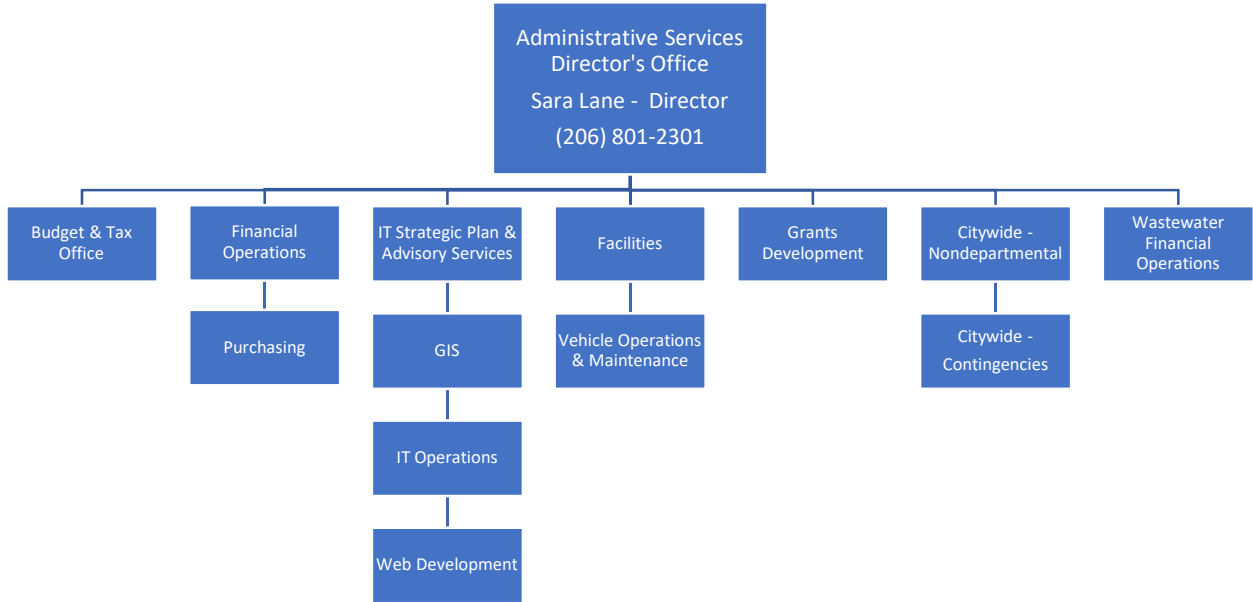 Administrative Services
Director's Office
Sara Lane - Director
(206) 801-2301
Budget & Tax
Office
Financial
Operations
IT Strategic Plan &
Advisory Services
Facilities
Grants
Development
Citywide -
Nondepartmental
Wastewater
Financial
Operations
Purchasing
GIS
Vehicle Operations
& Maintenance
Citywide -
Contingencies
IT Operations
Web Development